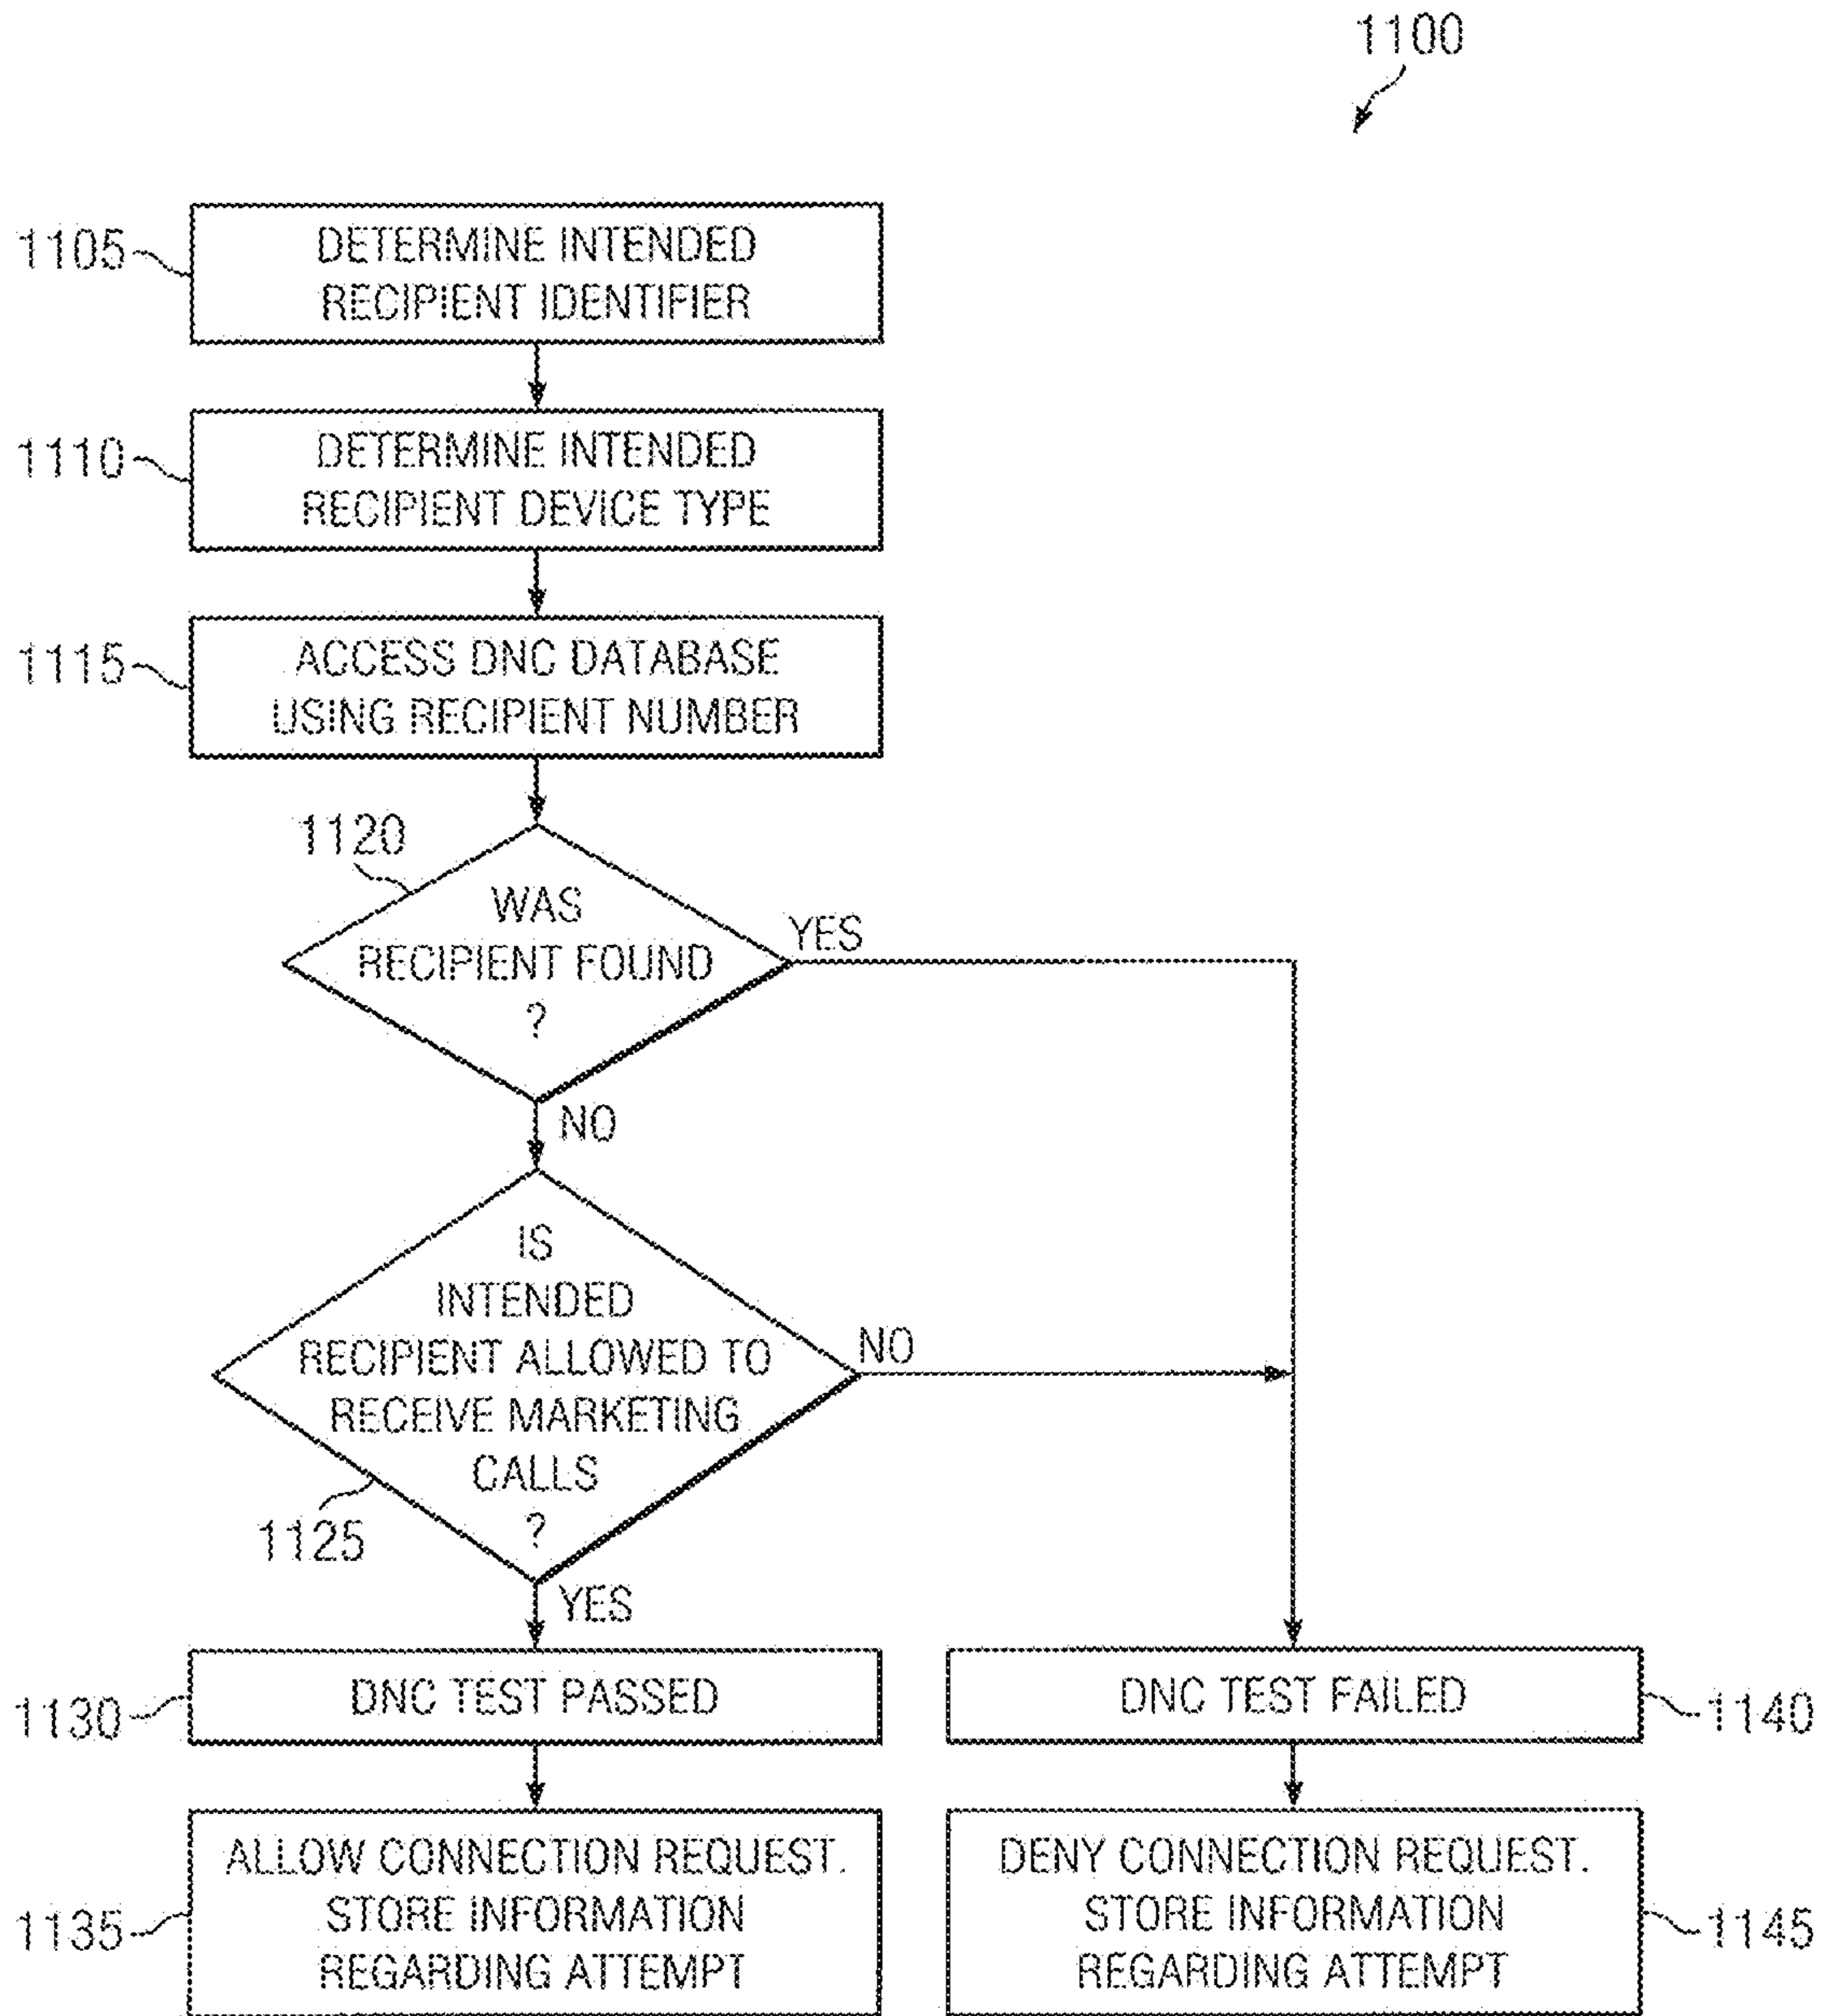 1100
1105
DETERMINE INTENDED
RECIPIENT IDENTIFIER
1110
DETERMINE INTENDED
RECIPIENT DEVICE TYPE
1115
ACCESS DNC DATABASE
USING RECIPIENT NUMBER
1120
WAS
RECIPIENT FOUND
?
YES
NO
IS
INTENDED
RECIPIENT ALLOWED TO
RECEIVE MARKETING
CALLS
?
NO
1125
YES
1130
DNC TEST PASSED
DNC TEST FAILED
1140
1135
ALLOW CONNECTION REQUEST.
STORE INFORMATION
REGARDING ATTEMPT
DENY CONNECTION REQUEST.
STORE INFORMATION
REGARDING ATTEMPT
1145